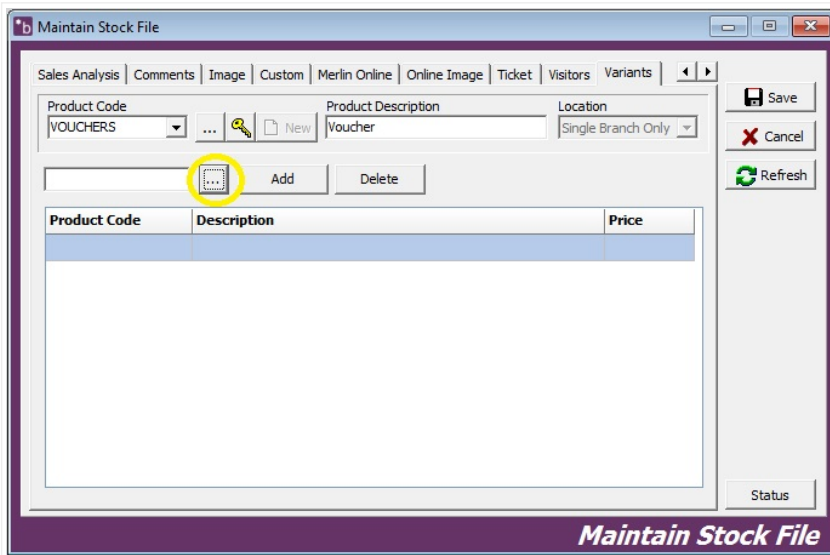 b Maintain Stock File
Sales Analysis Comments Image Custom Merlin Online Online Image Ticket Visitors Variants
Product Code Product Description Location
VOUCHERS ... New Voucher Single Branch Only
... Add Delete
Product Code Description Price
Save
Cancel
Refresh
Status
Maintain Stock File